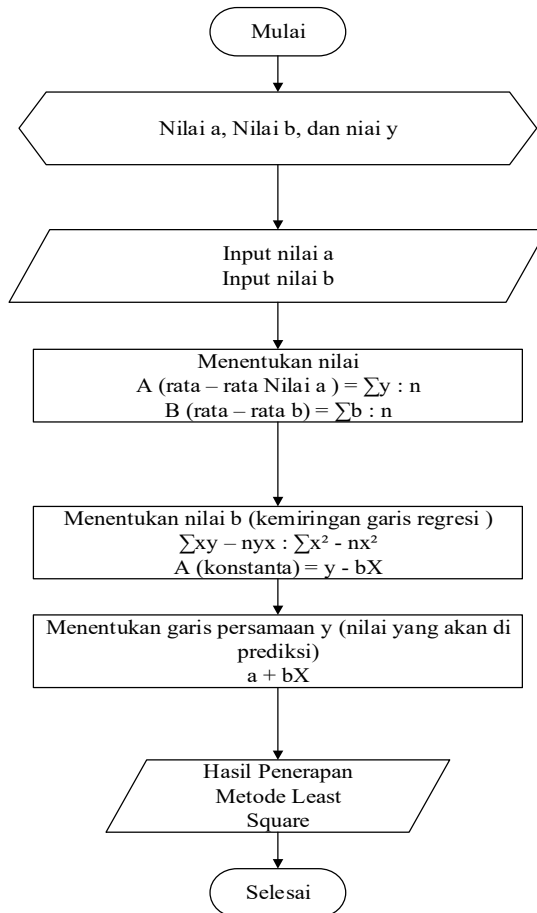 Mulai
Nilai a, Nilai b, dan niai y
Input nilai a
Input nilai b
Menentukan nilai
A (rata – rata Nilai a ) = ∑y : n
B (rata – rata b) = ∑b : n
Menentukan nilai b (kemiringan garis regresi )
∑xy – nyx : ∑x² - nx²
A (konstanta) = y - bX
Menentukan garis persamaan y (nilai yang akan di
prediksi)
a + bX
Hasil Penerapan
Metode Least
Square
Selesai